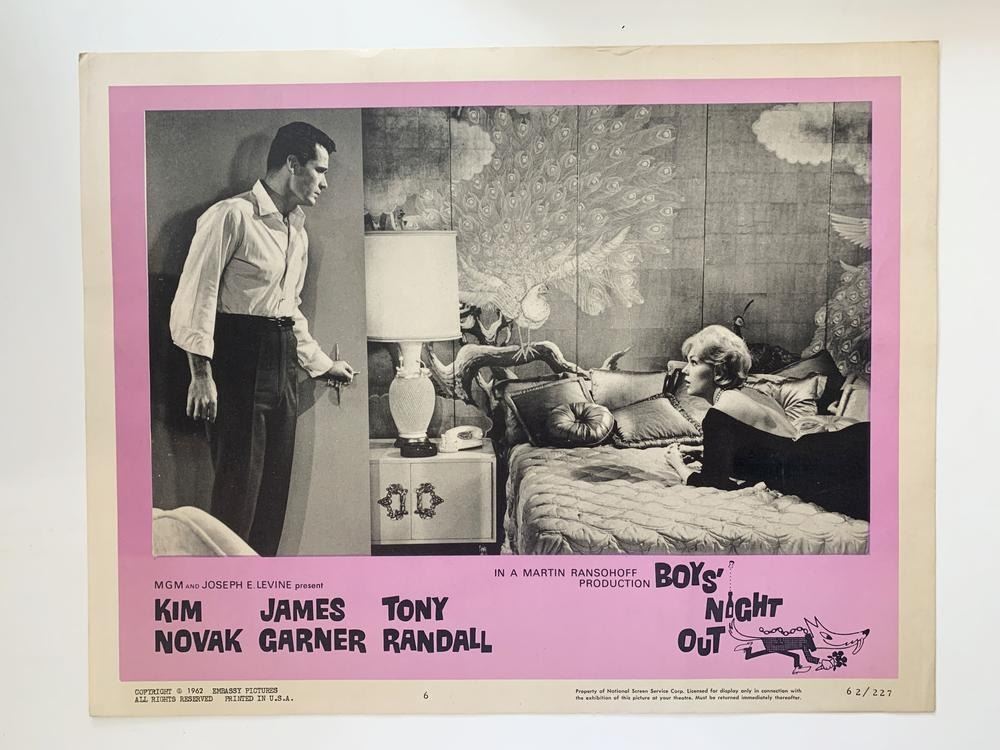 MGM AND JOSEPH E. LEVINE present
KIM NOVAK
JAMES GARNER
TONY RANDALL
IN A MARTIN RANSOHOFF
PRODUCTION
BOYS'
NIGHT
OUT
COPYRIGHT © 1962 EMBASSY PICTURES
ALL RIGHTS RESERVED PRINTED IN U.S.A.
6
Property of National Screen Service Corp. Licensed for display only in connection with
the exhibition of this picture at your theatre. Must be returned immediately thereafter.
62/227